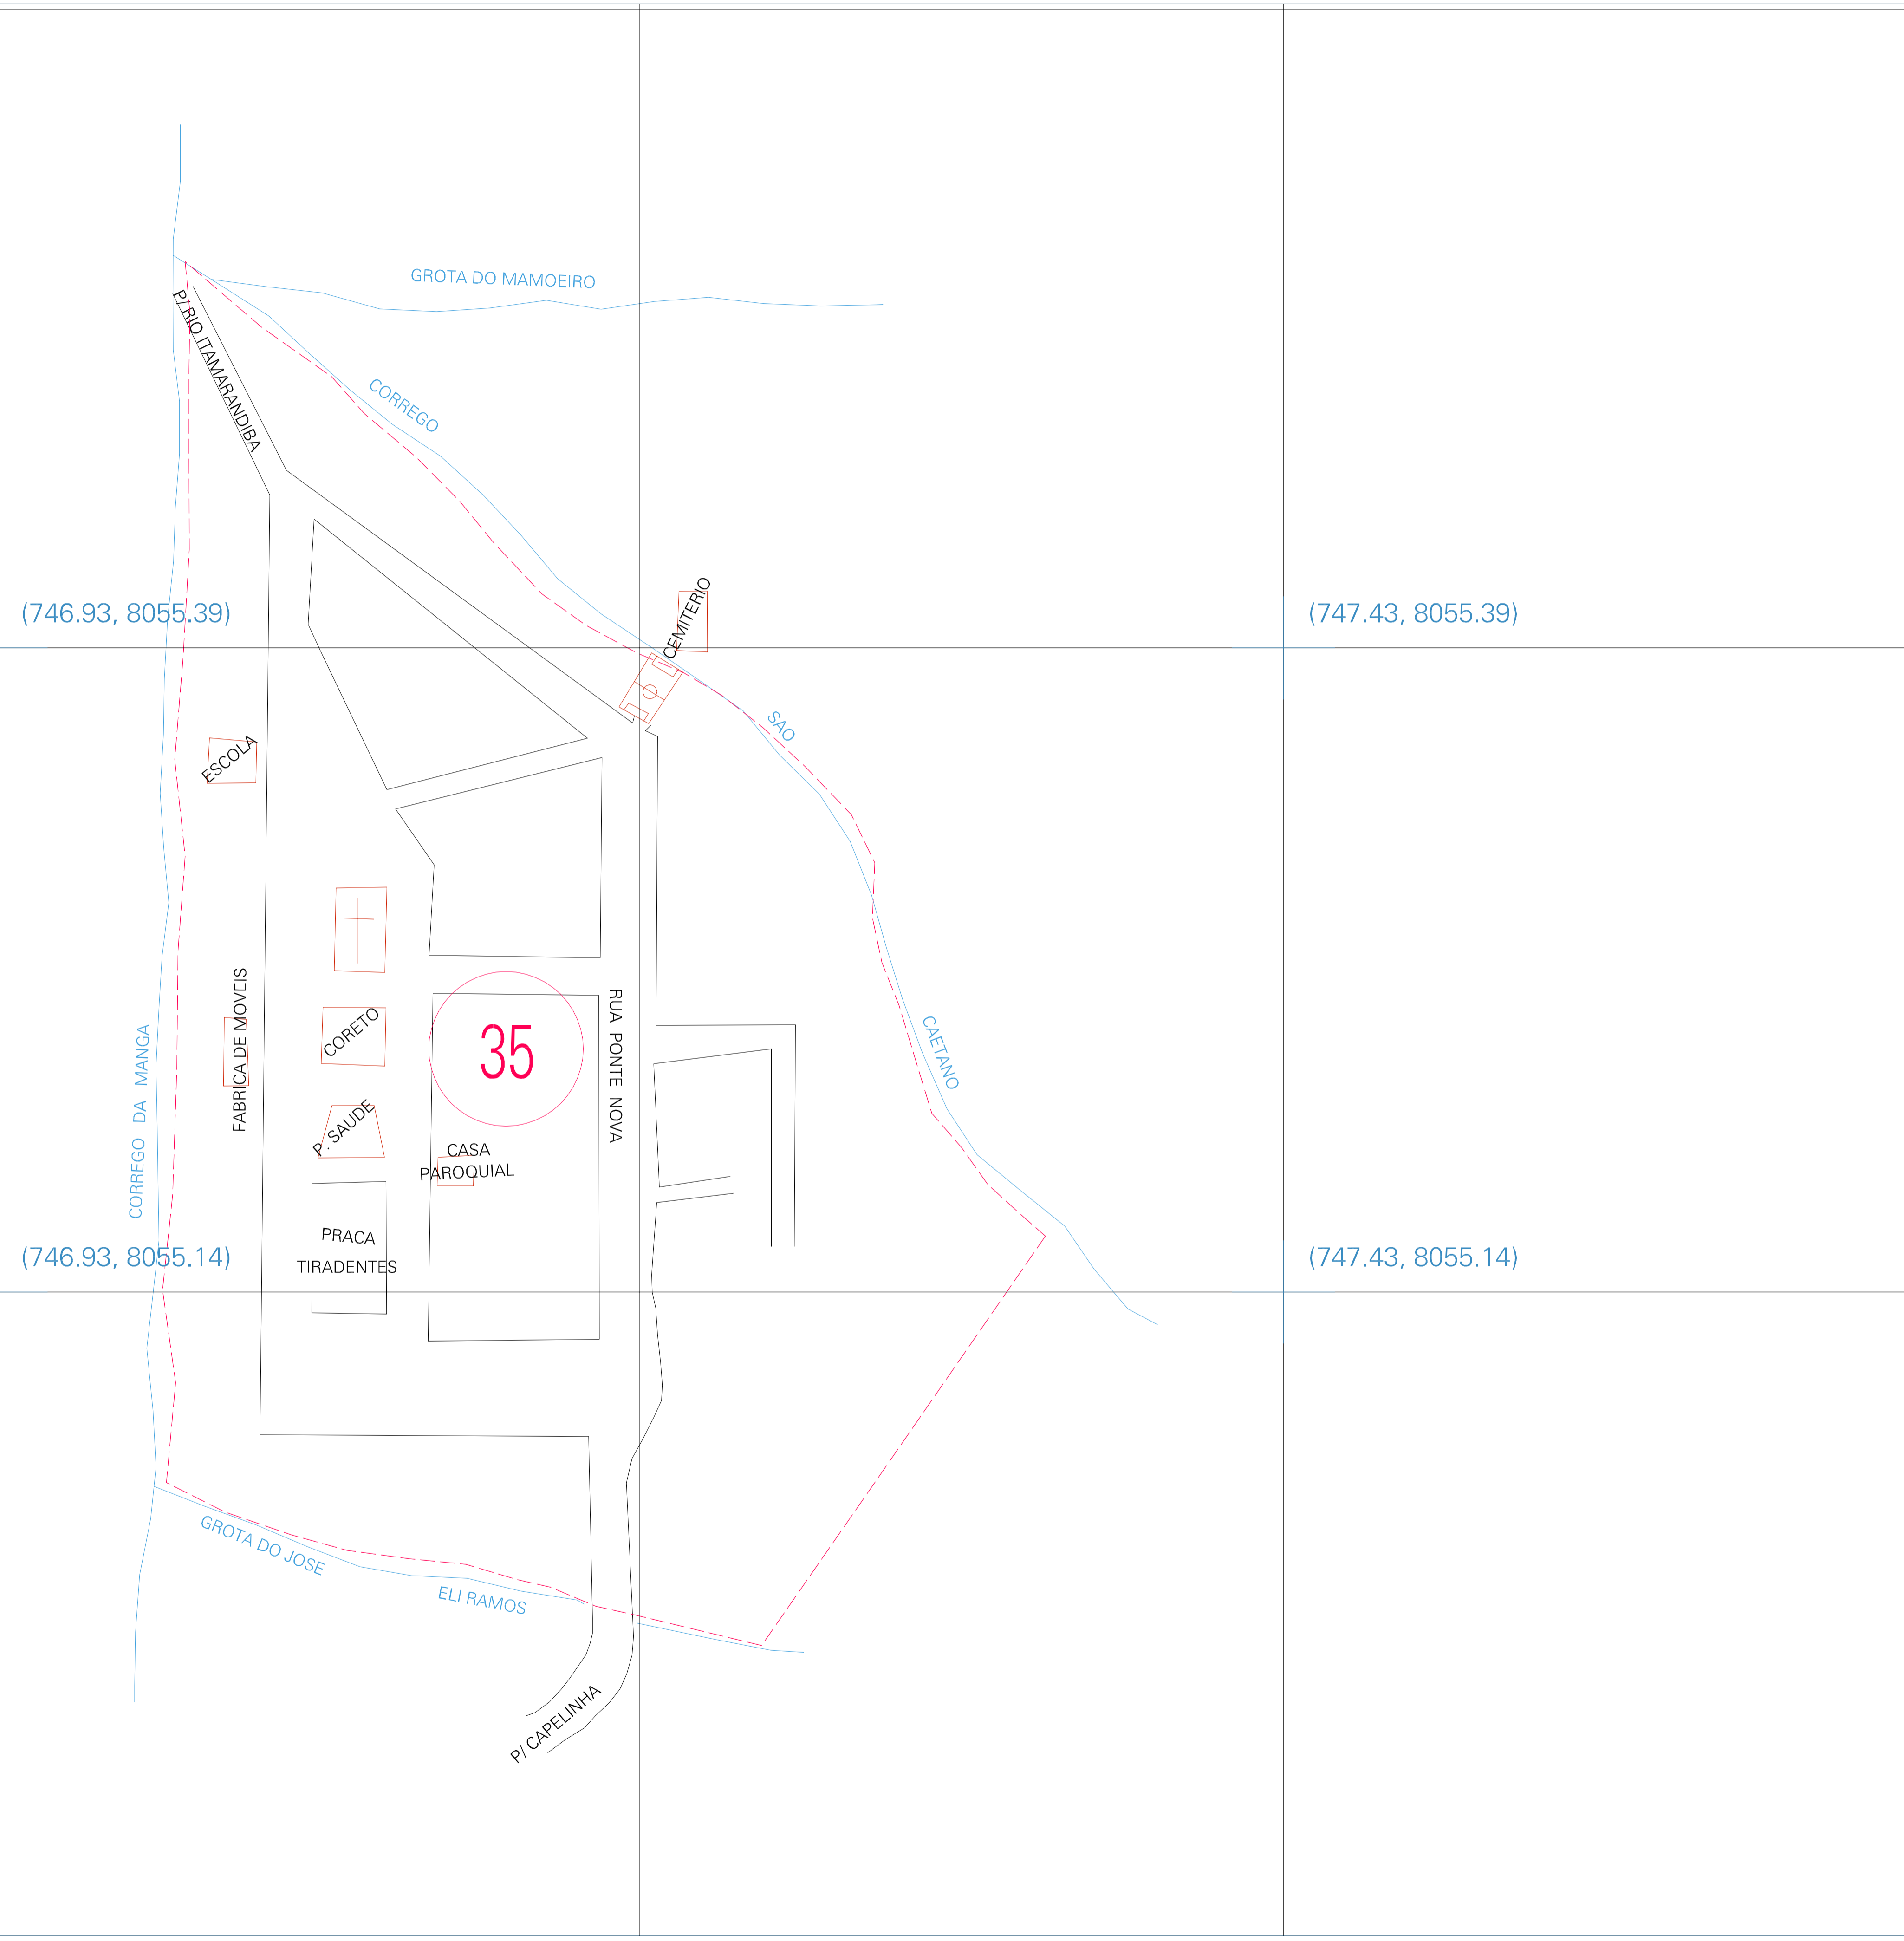 GROTA DO MAMOEIRO
P/ RIO ITAMARANDIBA
CORREGO
CEMITERIO
(746.93, 8055.39)
(747.43, 8055.39)
SAO
ESCOLA
FABRICA DE MOVEIS
RUA PONTE NOVA
CORETO
35
CAETANO
CORREGO DA MANGA
P. SAUDE
CASA
PAROQUIAL
PRACA
TIRADENTES
(746.93, 8055.14)
(747.43, 8055.14)
GROTA DO JOSE
ELI RAMOS
P/ CAPELINHA